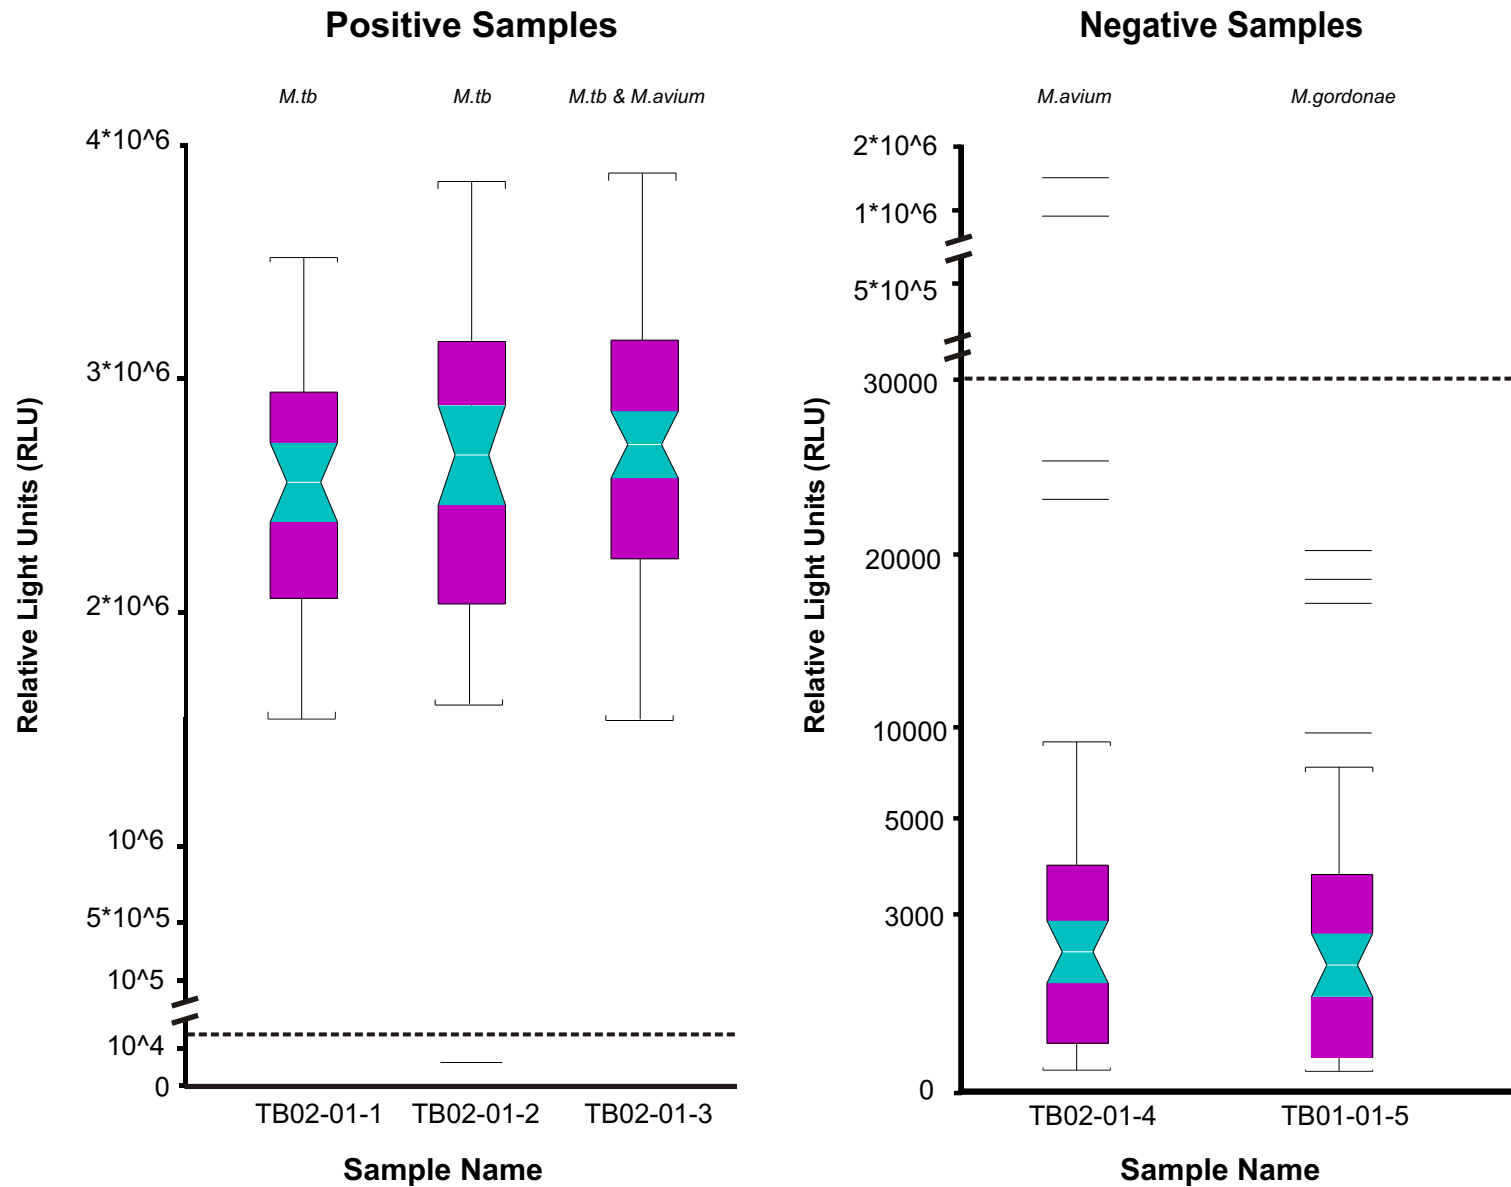 Positive Samples
M.tb
M.tb
M.tb & M.avium
4*10^6
3*10^6
2*10^6
10^6
5*10^5
10^5
10^4
0
Relative Light Units (RLU)
TB02-01-1
TB02-01-2
TB02-01-3
Sample Name
Negative Samples
M.avium
M.gordonae
2*10^6
1*10^6
5*10^5
30000
20000
10000
5000
3000
0
Relative Light Units (RLU)
TB02-01-4
TB01-01-5
Sample Name